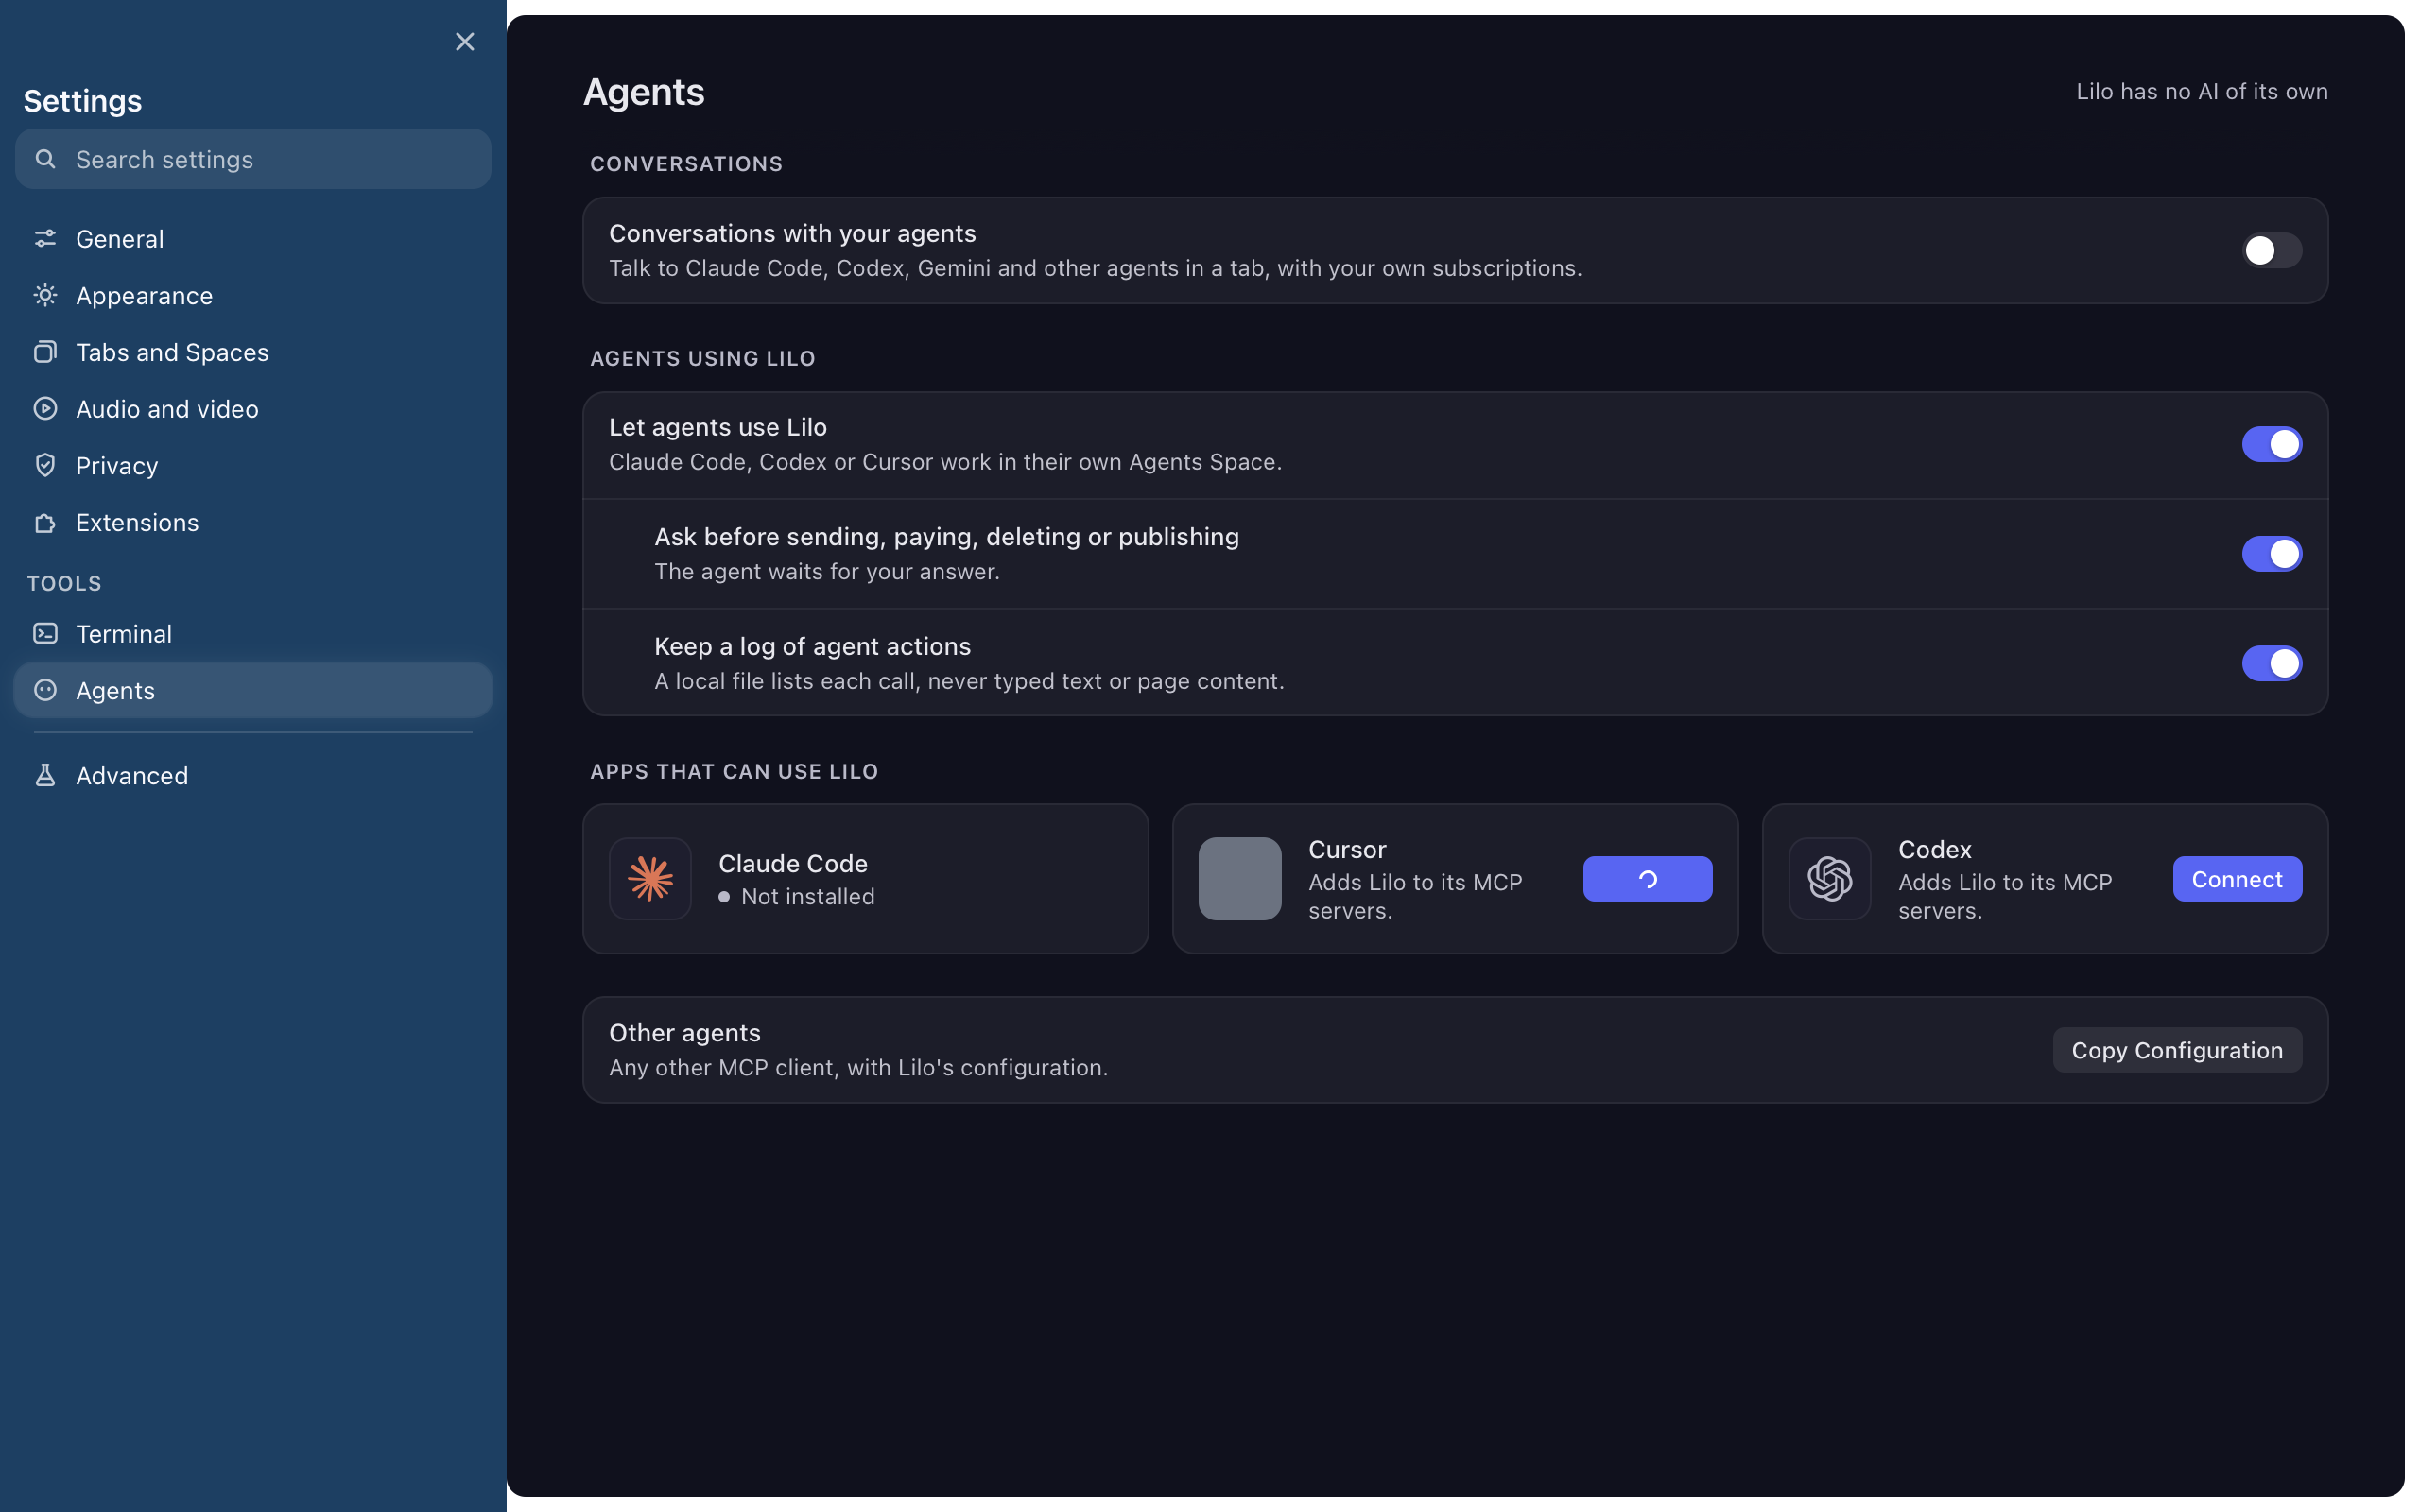 Settings
Search settings
General
Appearance
Tabs and Spaces
Audio and video
Privacy
Extensions
TOOLS
Terminal
Agents
Advanced
Agents
Lilo has no AI of its own
CONVERSATIONS
Conversations with your agents
Talk to Claude Code, Codex, Gemini and other agents in a tab, with your own subscriptions.
AGENTS USING LILO
Let agents use Lilo
Claude Code, Codex or Cursor work in their own Agents Space.
Ask before sending, paying, deleting or publishing
The agent waits for your answer.
Keep a log of agent actions
A local file lists each call, never typed text or page content.
APPS THAT CAN USE LILO
Claude Code
Not installed
Cursor
Adds Lilo to its MCP
servers.
Codex
Adds Lilo to its MCP
servers.
Connect
Other agents
Any other MCP client, with Lilo's configuration.
Copy Configuration